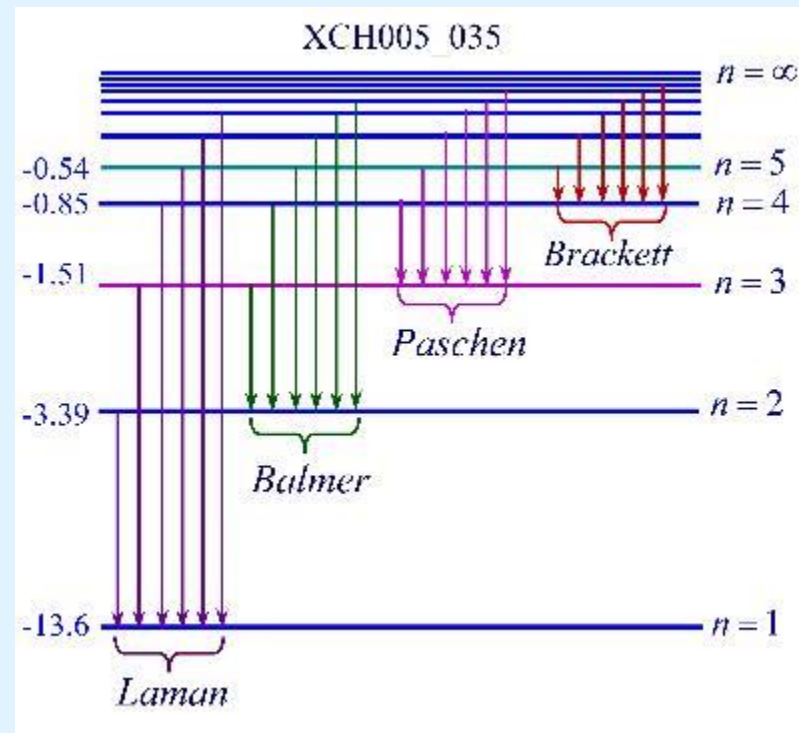 XCH005_035
n = ∞
-0.54 n = 5
-0.85 n = 4
Brackett
-1.51 n = 3
Paschen
-3.39 n = 2
Balmer
-13.6 n = 1
Laman